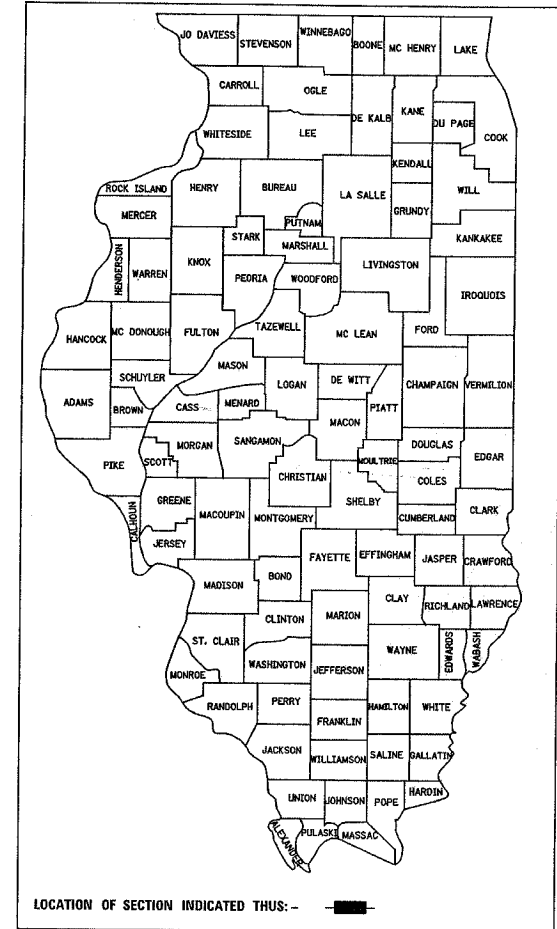 JO DAVIESS
STEVENSON
WINNEBAGO
BOONE
MC HENRY
LAKE
CARROLL
OGLE
DE KALB
KANE
DU PAGE
COOK
WHITESIDE
LEE
KENDALL
WILL
ROCK ISLAND
HENRY
BUREAU
LA SALLE
GRUNDY
MERCER
PUTNAM
KANKAKEE
STARK
MARSHALL
HENDERSON
WARREN
KNOX
PEORIA
WOODFORD
LIVINGSTON
IROQUOIS
HANCOCK
MC DONOUGH
FULTON
TAZEWELL
MC LEAN
FORD
MASON
SCHUYLER
LOGAN
DE WITT
CHAMPAIGN
VERMILION
ADAMS
BROWN
CASS
MENARD
PIATT
MACON
MORGAN
SANGAMON
DOUGLAS
PIKE
SCOTT
CHRISTIAN
MOULTRIE
EDGAR
COLES
GREENE
MACOUPIN
MONTGOMERY
SHELBY
CUMBERLAND
CLARK
CALHOUN
JERSEY
FAYETTE
EFFINGHAM
JASPER
CRAWFORD
MADISON
BOND
CLAY
RICHLAND
LAWRENCE
CLINTON
MARION
ST. CLAIR
WAYNE
EDWARDS
WABASH
WASHINGTON
JEFFERSON
MONROE
RANDOLPH
PERRY
HAMILTON
WHITE
FRANKLIN
JACKSON
WILLIAMSON
SALINE
GALLATIN
UNION
JOHNSON
POPE
HARDIN
ALEXANDER
PULASKI
MASSAC
LOCATION OF SECTION INDICATED THUS: -